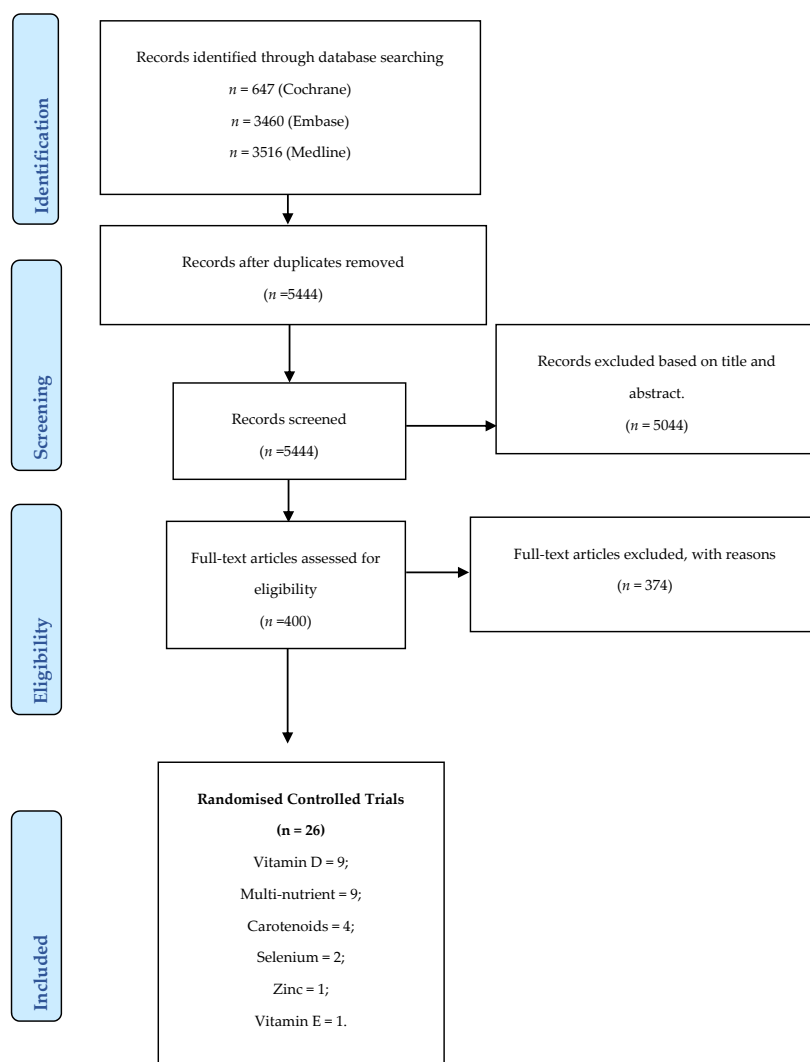 Identification
Records identified through database searching
n = 647 (Cochrane)
n = 3460 (Embase)
n = 3516 (Medline)
Records after duplicates removed
(n =5444)
Screening
Records screened
(n =5444)
Records excluded based on title and
abstract.
(n = 5044)
Eligibility
Full-text articles assessed for
eligibility
(n =400)
Full-text articles excluded, with reasons
(n = 374)
Included
Randomised Controlled Trials
(n = 26)
Vitamin D = 9;
Multi-nutrient = 9;
Carotenoids = 4;
Selenium = 2;
Zinc = 1;
Vitamin E = 1.